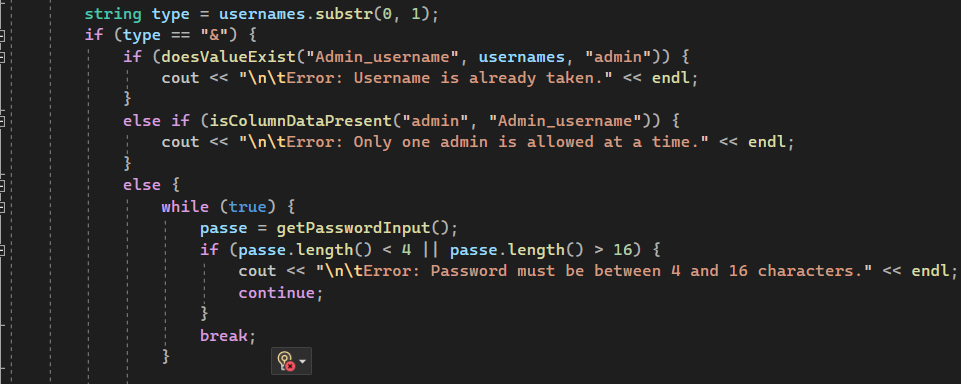 string type = usernames.substr(0, 1);
if (type == "&") {
if (doesValueExist("Admin_username", usernames, "admin")) {
cout << "\n\tError: Username is already taken." << endl;
}
else if (isColumnDataPresent("admin", "Admin_username")) {
cout << "\n\tError: Only one admin is allowed at a time." << endl;
}
else {
while (true) {
passe = getPasswordInput();
if (passe.length() < 4 || passe.length() > 16) {
cout << "\n\tError: Password must be between 4 and 16 characters." << endl;
continue;
}
break;
}